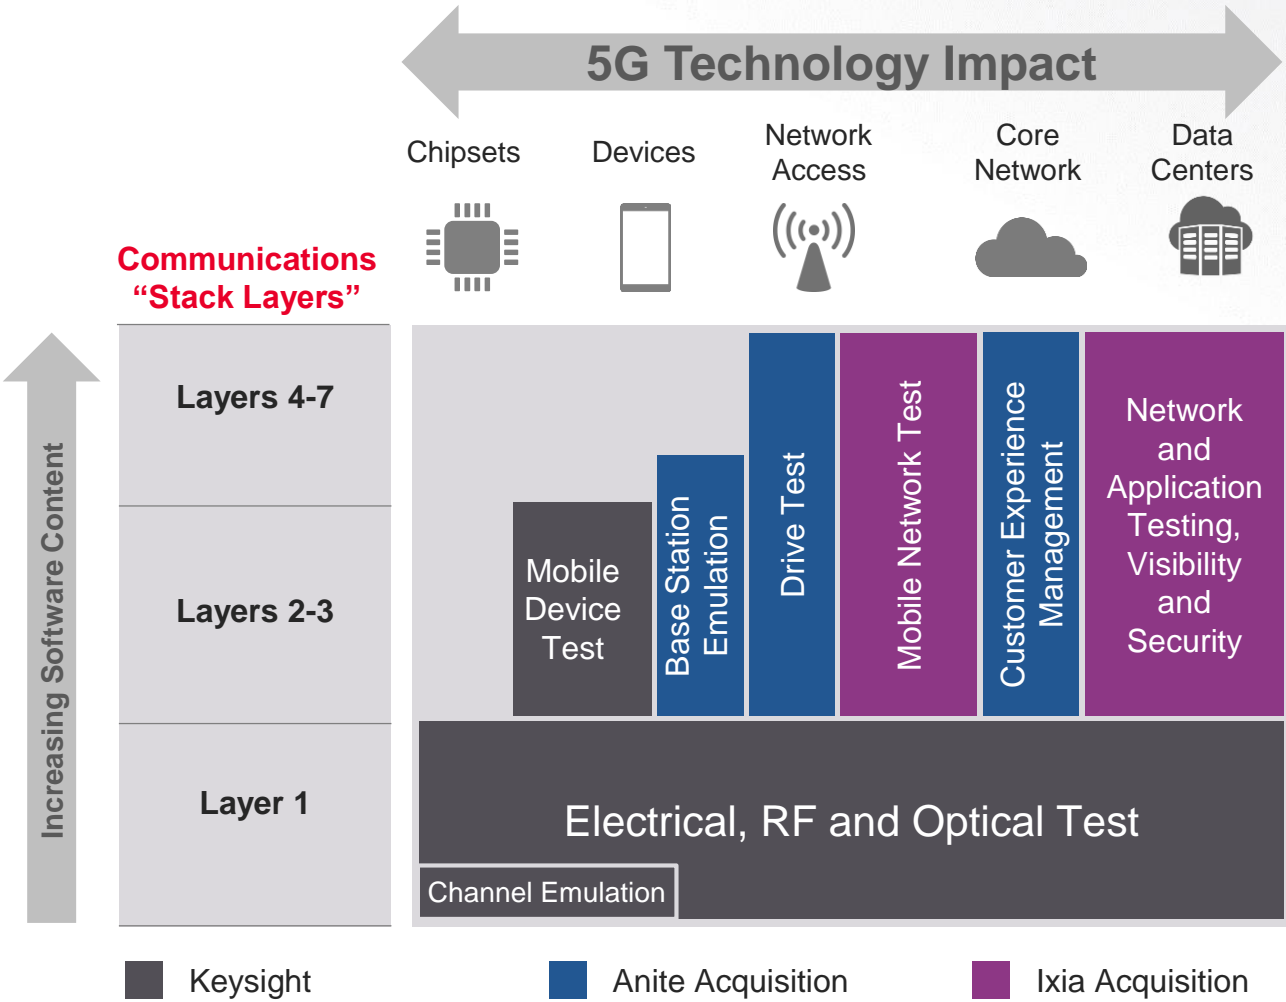 5G Technology Impact
Chipsets
Devices
Network
Access
Core
Network
Data
Centers
Communications
“Stack Layers”
Increasing Software Content
Layers 4-7
Layers 2-3
Layer 1
Mobile
Device
Test
Base Station
Emulation
Drive Test
Mobile Network Test
Customer Experience
Management
Network
and
Application
Testing,
Visibility
and
Security
Electrical, RF and Optical Test
Channel Emulation
Keysight
Anite Acquisition
Ixia Acquisition